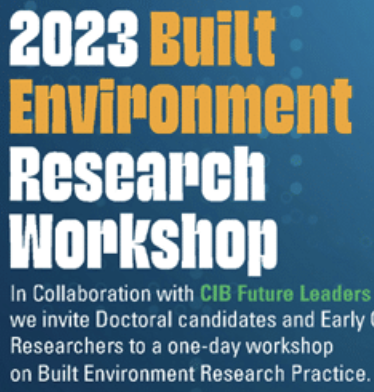 2023 Built
Environment
Research
Workshop
In Collaboration with CIB Future Leaders
we invite Doctoral candidates and Early
Researchers to a one-day workshop
on Built Environment Research Practice.